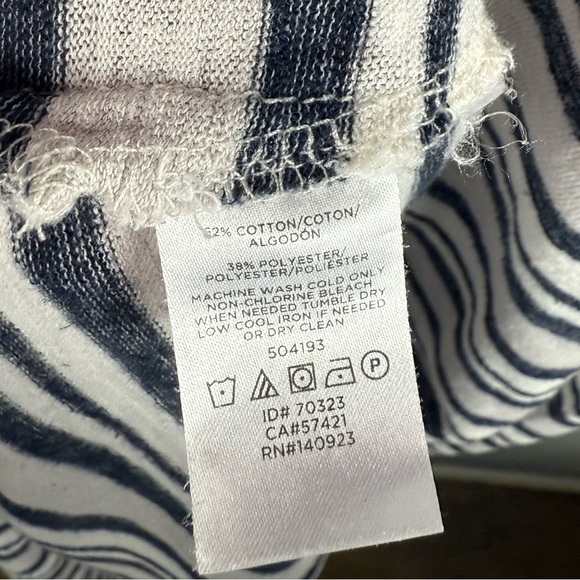 62% COTTON/COTON/
ALGODÓN
38% POLYESTER/
POLYESTER/POLIÉSTER
MACHINE WASH COLD ONLY
NON-CHLORINE BLEACH
WHEN NEEDED TUMBLE DRY
LOW COOL IRON IF NEEDED
OR DRY CLEAN
504193
P
ID# 70323
CA#57421
RN#140923